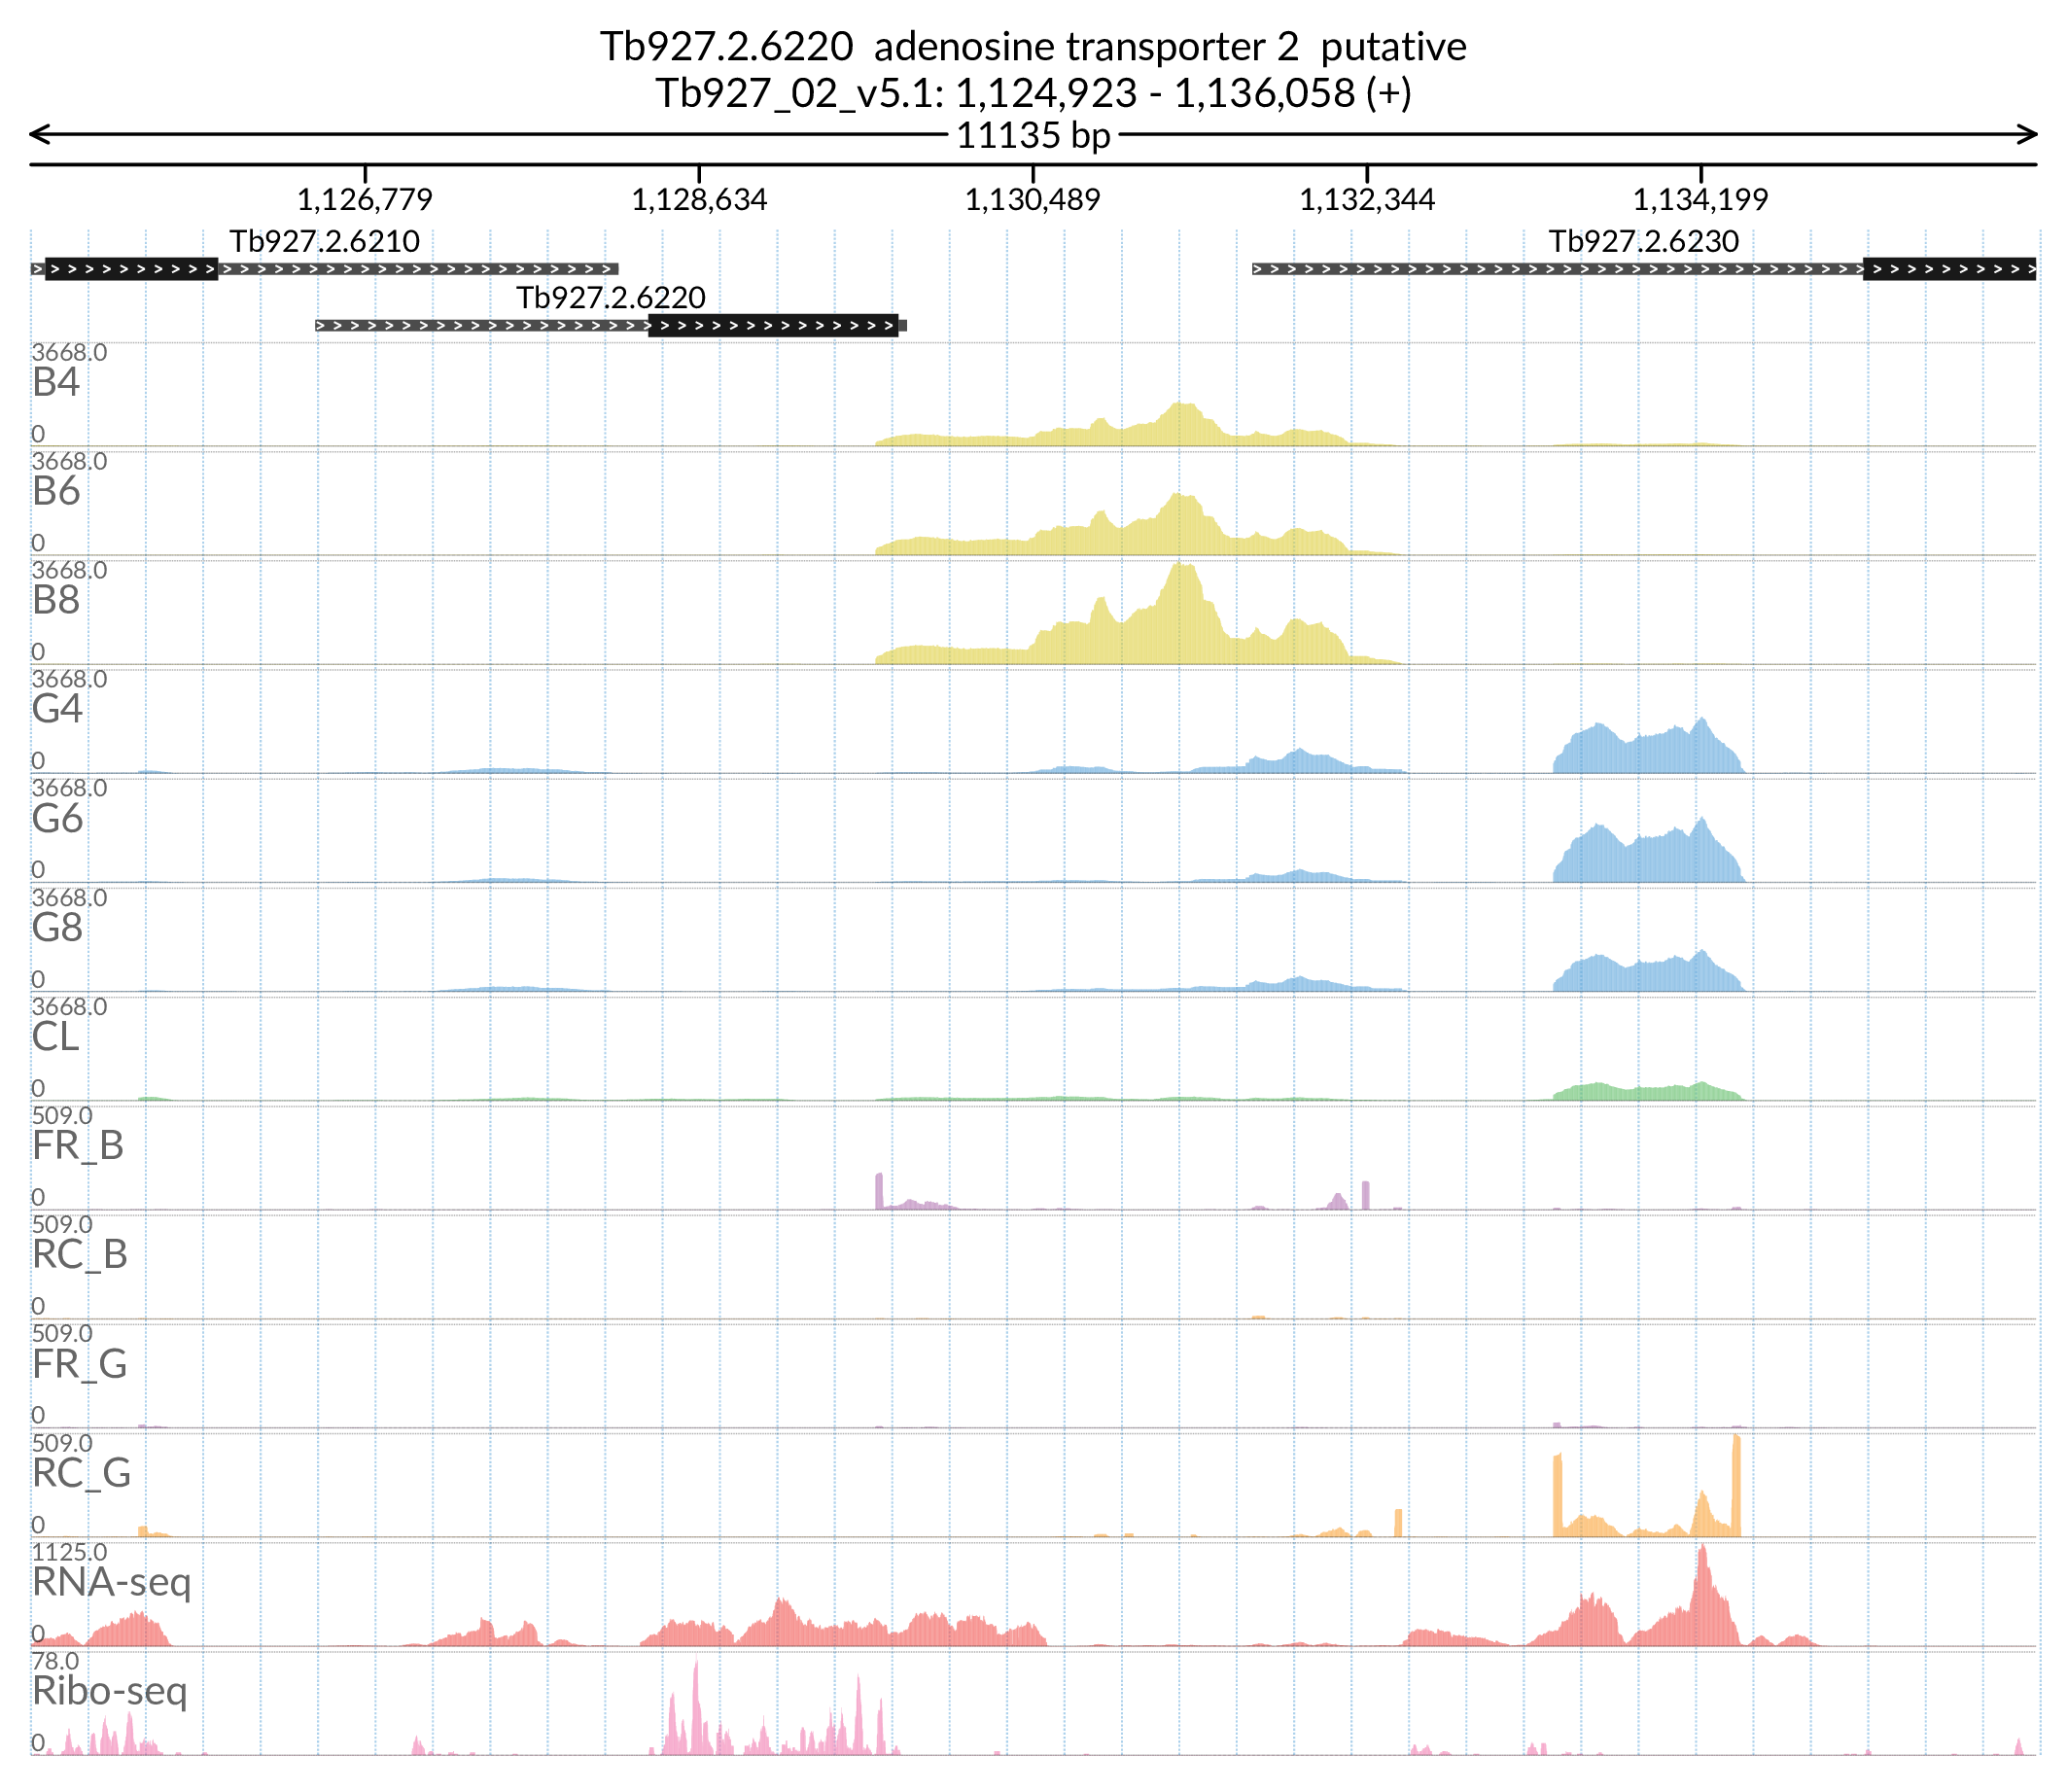 Tb927.2.6220 adenosine transporter 2 putative
Tb927_02_v5.1: 1,124,923 - 1,136,058 (+)
11135 bp
1,126,779 1,128,634 1,130,489 1,132,344 1,134,199
Tb927.2.6210 Tb927.2.6230
Tb927.2.6220
3668.0
B4
0
3668.0
B6
0
3668.0
B8
0
3668.0
G4
0
3668.0
G6
0
3668.0
G8
0
3668.0
CL
0
509.0
FR_B
0
509.0
RC_B
0
509.0
FR_G
0
509.0
RC_G
0
1125.0
RNA-seq
0
78.0
Ribo-seq
0